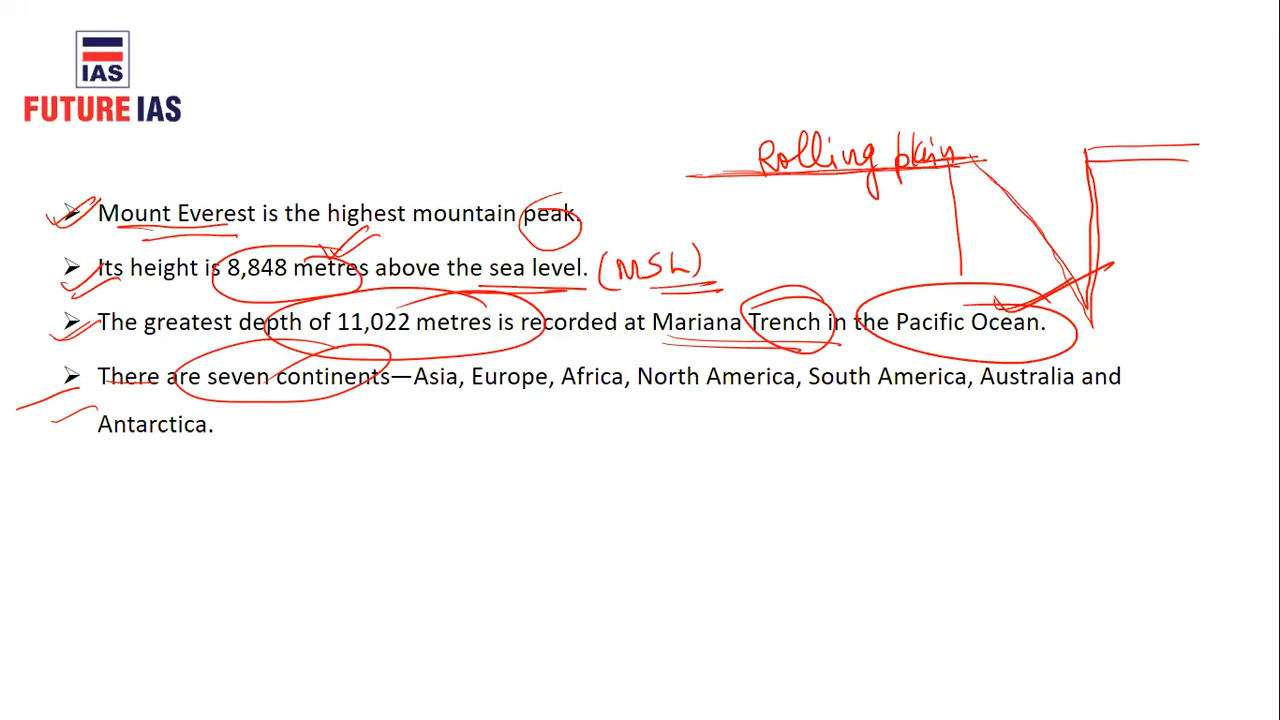 IAS
FUTURE IAS
Rolling plain
➢ Mount Everest is the highest mountain peak.
➢ Its height is 8,848 metres above the sea level. (MSL)
➢ The greatest depth of 11,022 metres is recorded at Mariana Trench in the Pacific Ocean.
➢ There are seven continents—Asia, Europe, Africa, North America, South America, Australia and
Antarctica.